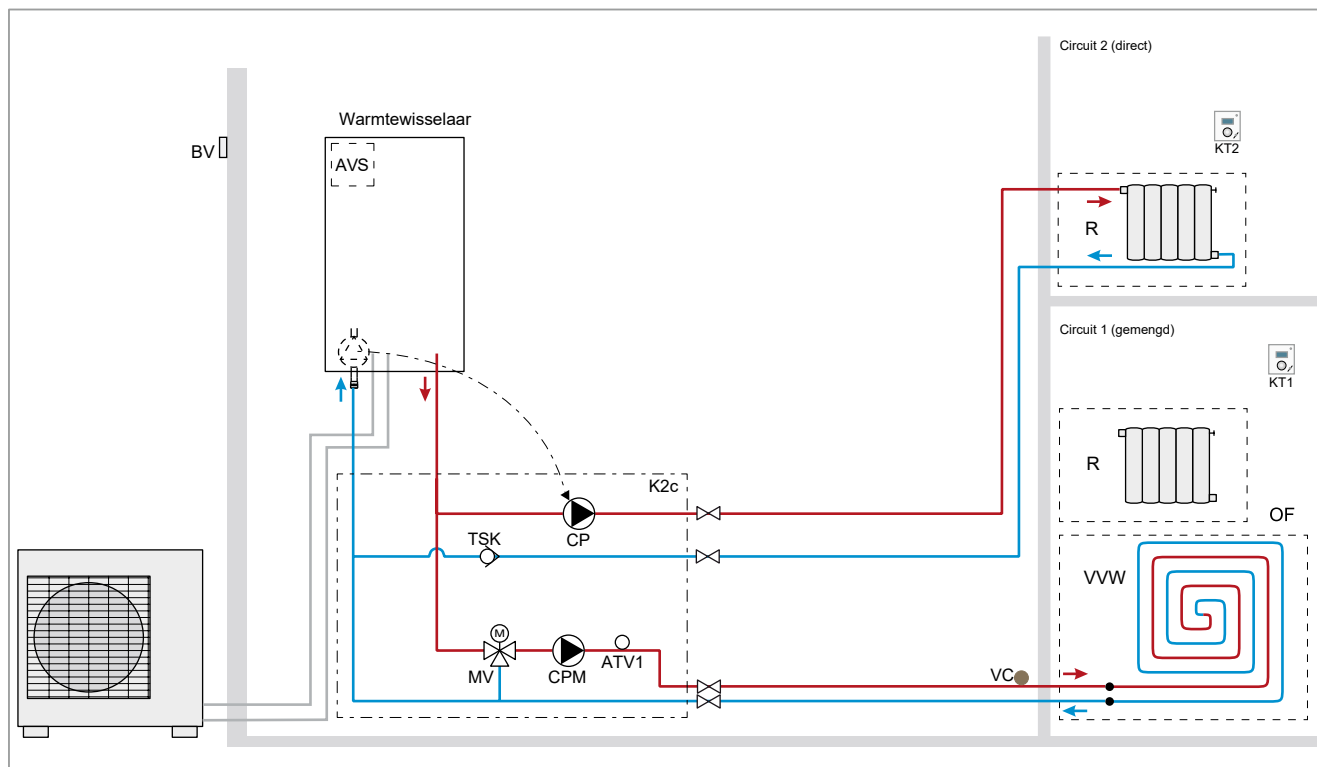 Circuit 2 (direct)
Warmtewisselaar
BV
AVS
KT2
R
Circuit 1 (gemengd)
KT1
R
K2c
OF
TSK
CP
VVW
M
MV
CPM
ATV1
VC